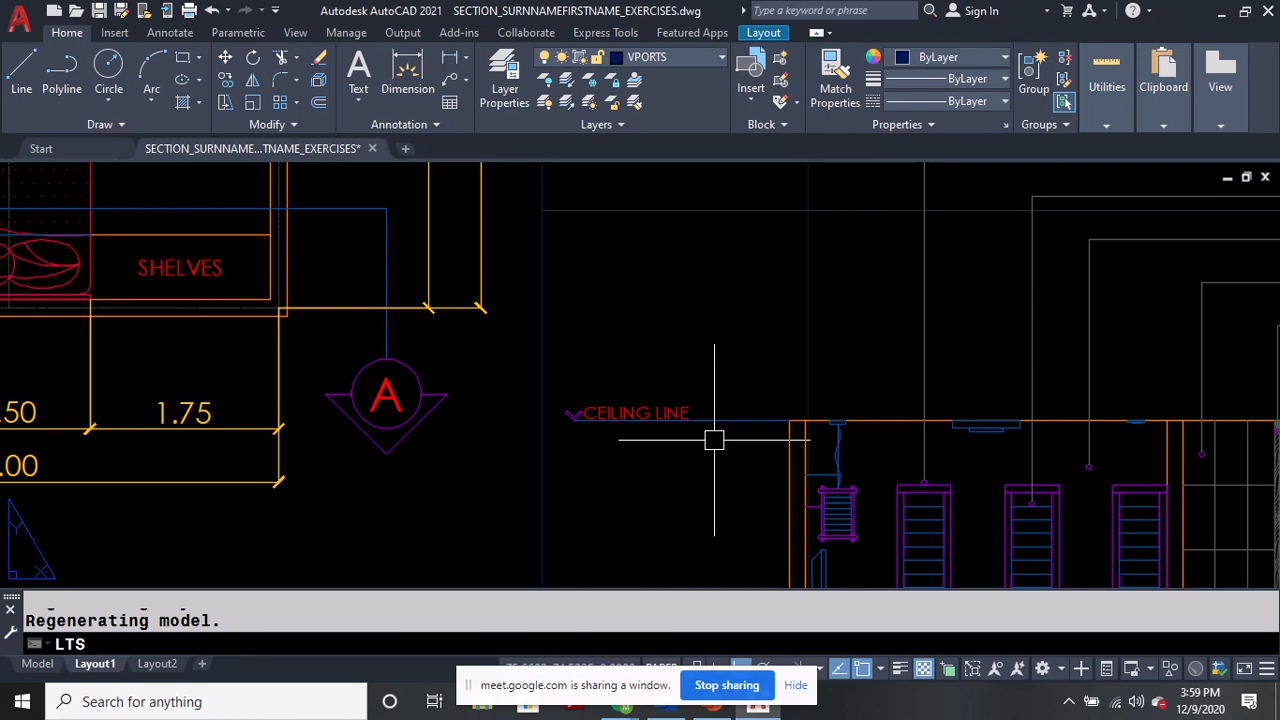 Autodesk AutoCAD 2021 SECTION_SURNNAMEFIRSTNAME_EXERCISES.dwg
Type a keyword or phrase
Sign In
Home Insert Annotate Parametric View Manage Output Add-ins Collaborate Express Tools Featured Apps Layout
VPORTS
ByLayer
ByLayer
ByLayer
Line Polyline Circle Arc
Text Dimension
Layer Properties
Insert
Match Properties
Group
Utilities
Clipboard
View
Draw Modify Annotation Layers Block Properties Groups
Start SECTION_SURNNAME...TNAME_EXERCISES*
SHELVES
A
.50 1.75
.00
CEILING LINE
Y
X
Regenerating model.
LTS
Model Layout1 Layout2
meet.google.com is sharing a window. Stop sharing Hide
Search for anything
3:59 PM
12/9/2020